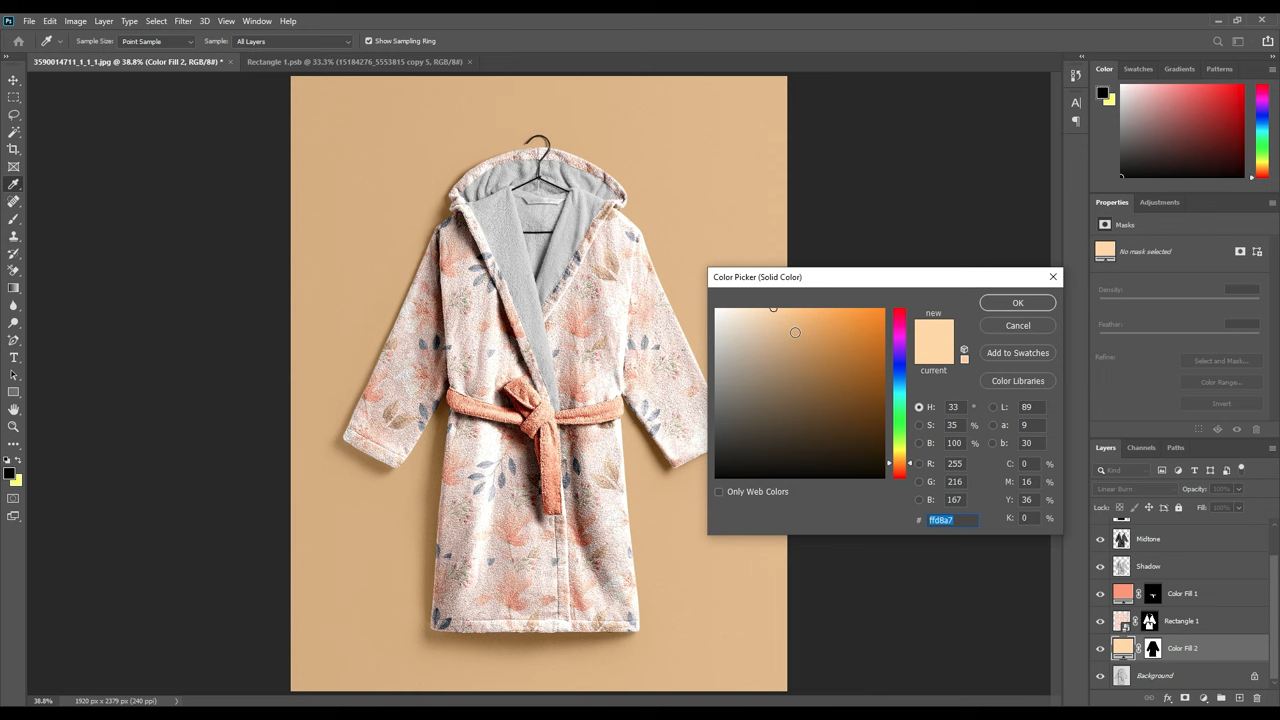 Ps File Edit Image Layer Type Select Filter 3D View Window Help
Sample Size: Point Sample Sample: All Layers Show Sampling Ring
3590014711_1_1_1.jpg @ 38.8% (Color Fill 2, RGB/8#) * × Rectangle 1.psb @ 33.3% (15184276_5553815 copy 5, RGB/8#) ×
Color Swatches Gradients Patterns
Properties Adjustments
Masks
No mask selected
Density:
Feather:
Refine: Select and Mask...
Color Range...
Invert
Color Picker (Solid Color)
new
current
OK
Cancel
Add to Swatches
Color Libraries
H: 33 ° L: 89
S: 35 % a: 9
B: 100 % b: 30
R: 255 C: 0 %
G: 216 M: 16 %
B: 167 Y: 36 %
# ffd8a7 K: 0 %
Only Web Colors
Layers Channels Paths
Kind
Linear Burn Opacity: 100%
Lock: Fill: 100%
Midtone
Shadow
Color Fill 1
Rectangle 1
Color Fill 2
Background
38.8% 1920 px x 2379 px (240 ppi)